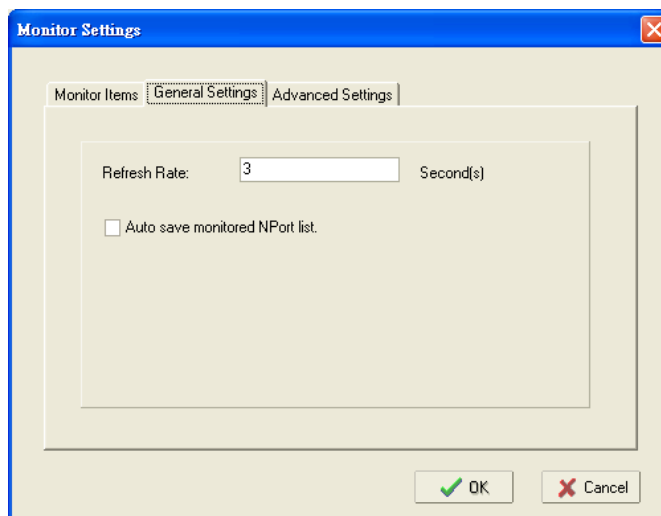 Monitor Settings
Monitor Items General Settings Advanced Settings
Refresh Rate: 3 Second(s)
Auto save monitored NPort list.
OK Cancel